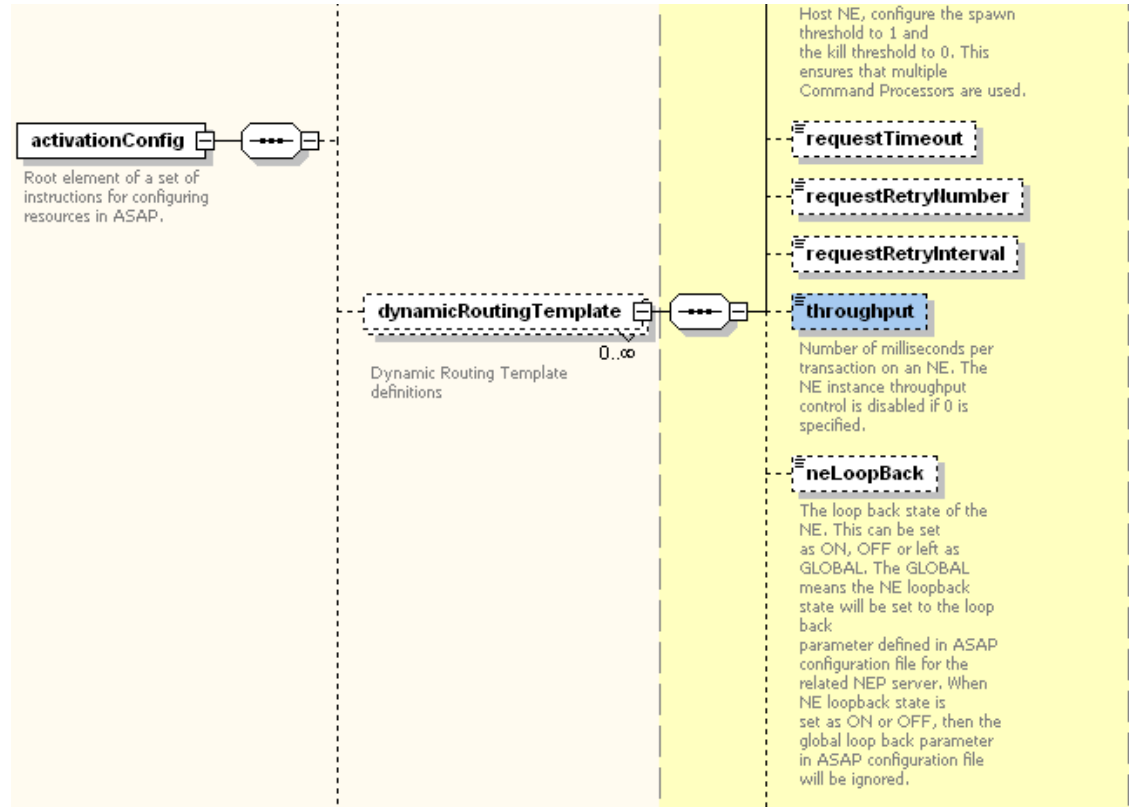 Host NE, configure the spawn
threshold to 1 and
the kill threshold to 0. This
ensures that multiple
Command Processors are used.
activationConfig
Root element of a set of
instructions for configuring
resources in ASAP.
requestTimeout
requestRetryNumber
requestRetryInterval
dynamicRoutingTemplate
0..∞
Dynamic Routing Template
definitions
throughput
Number of milliseconds per
transaction on an NE. The
NE instance throughput
control is disabled if 0 is
specified.
neLoopBack
The loop back state of the
NE. This can be set
as ON, OFF or left as
GLOBAL. The GLOBAL
means the NE loopback
state will be set to the loop
back
parameter defined in ASAP
configuration file for the
related NEP server. When
NE loopback state is
set as ON or OFF, then the
global loop back parameter
in ASAP configuration file
will be ignored.